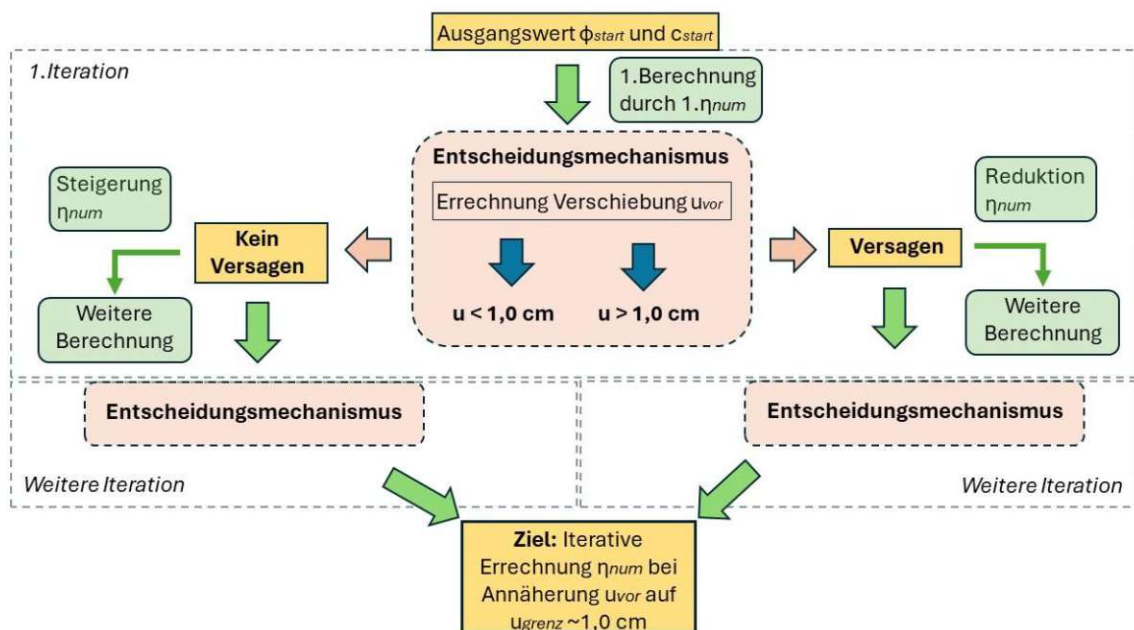 Ausgangswert ϕstart und cstart
1.Iteration
1.Berechnung
durch 1.ηnum
Entscheidungsmechanismus
Errechnung Verschiebung uvor
u < 1,0 cm
u > 1,0 cm
Steigerung
ηnum
Kein
Versagen
Weitere
Berechnung
Reduktion
ηnum
Versagen
Weitere
Berechnung
Entscheidungsmechanismus
Weitere Iteration
Entscheidungsmechanismus
Weitere Iteration
Ziel: Iterative
Errechnung ηnum bei
Annäherung uvor auf
ugrenz ~1,0 cm